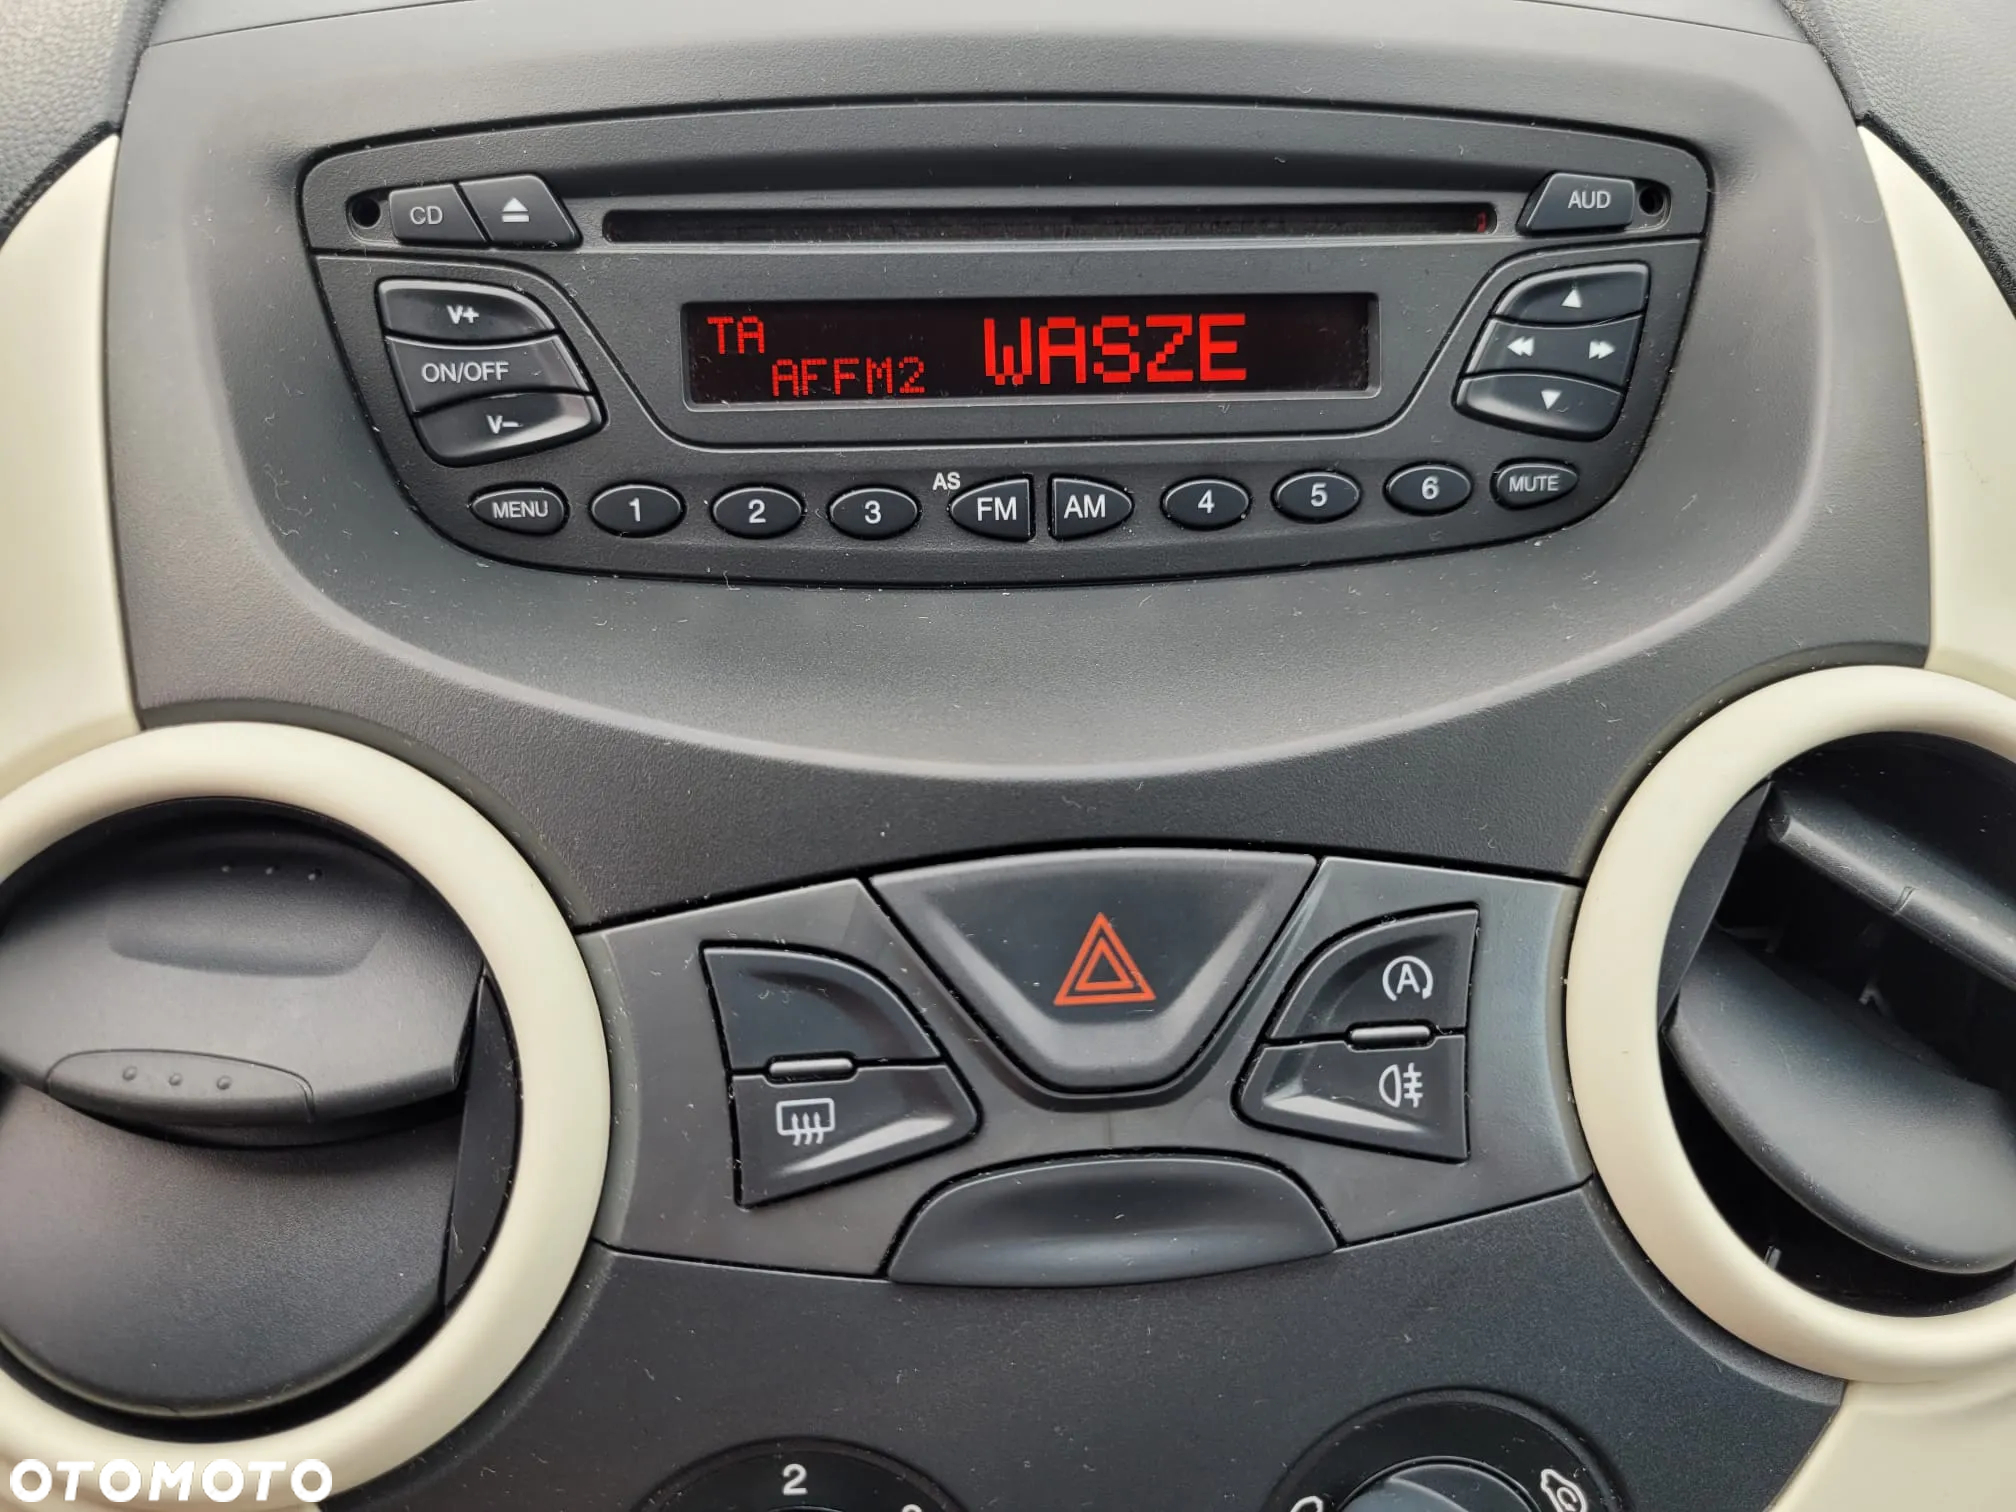 CD
AUD
V+
ON/OFF
V-
TA
AFFM2
WASZE
MENU
1
2
3
AS
FM
AM
4
5
6
MUTE
A
2
OTOMOTO